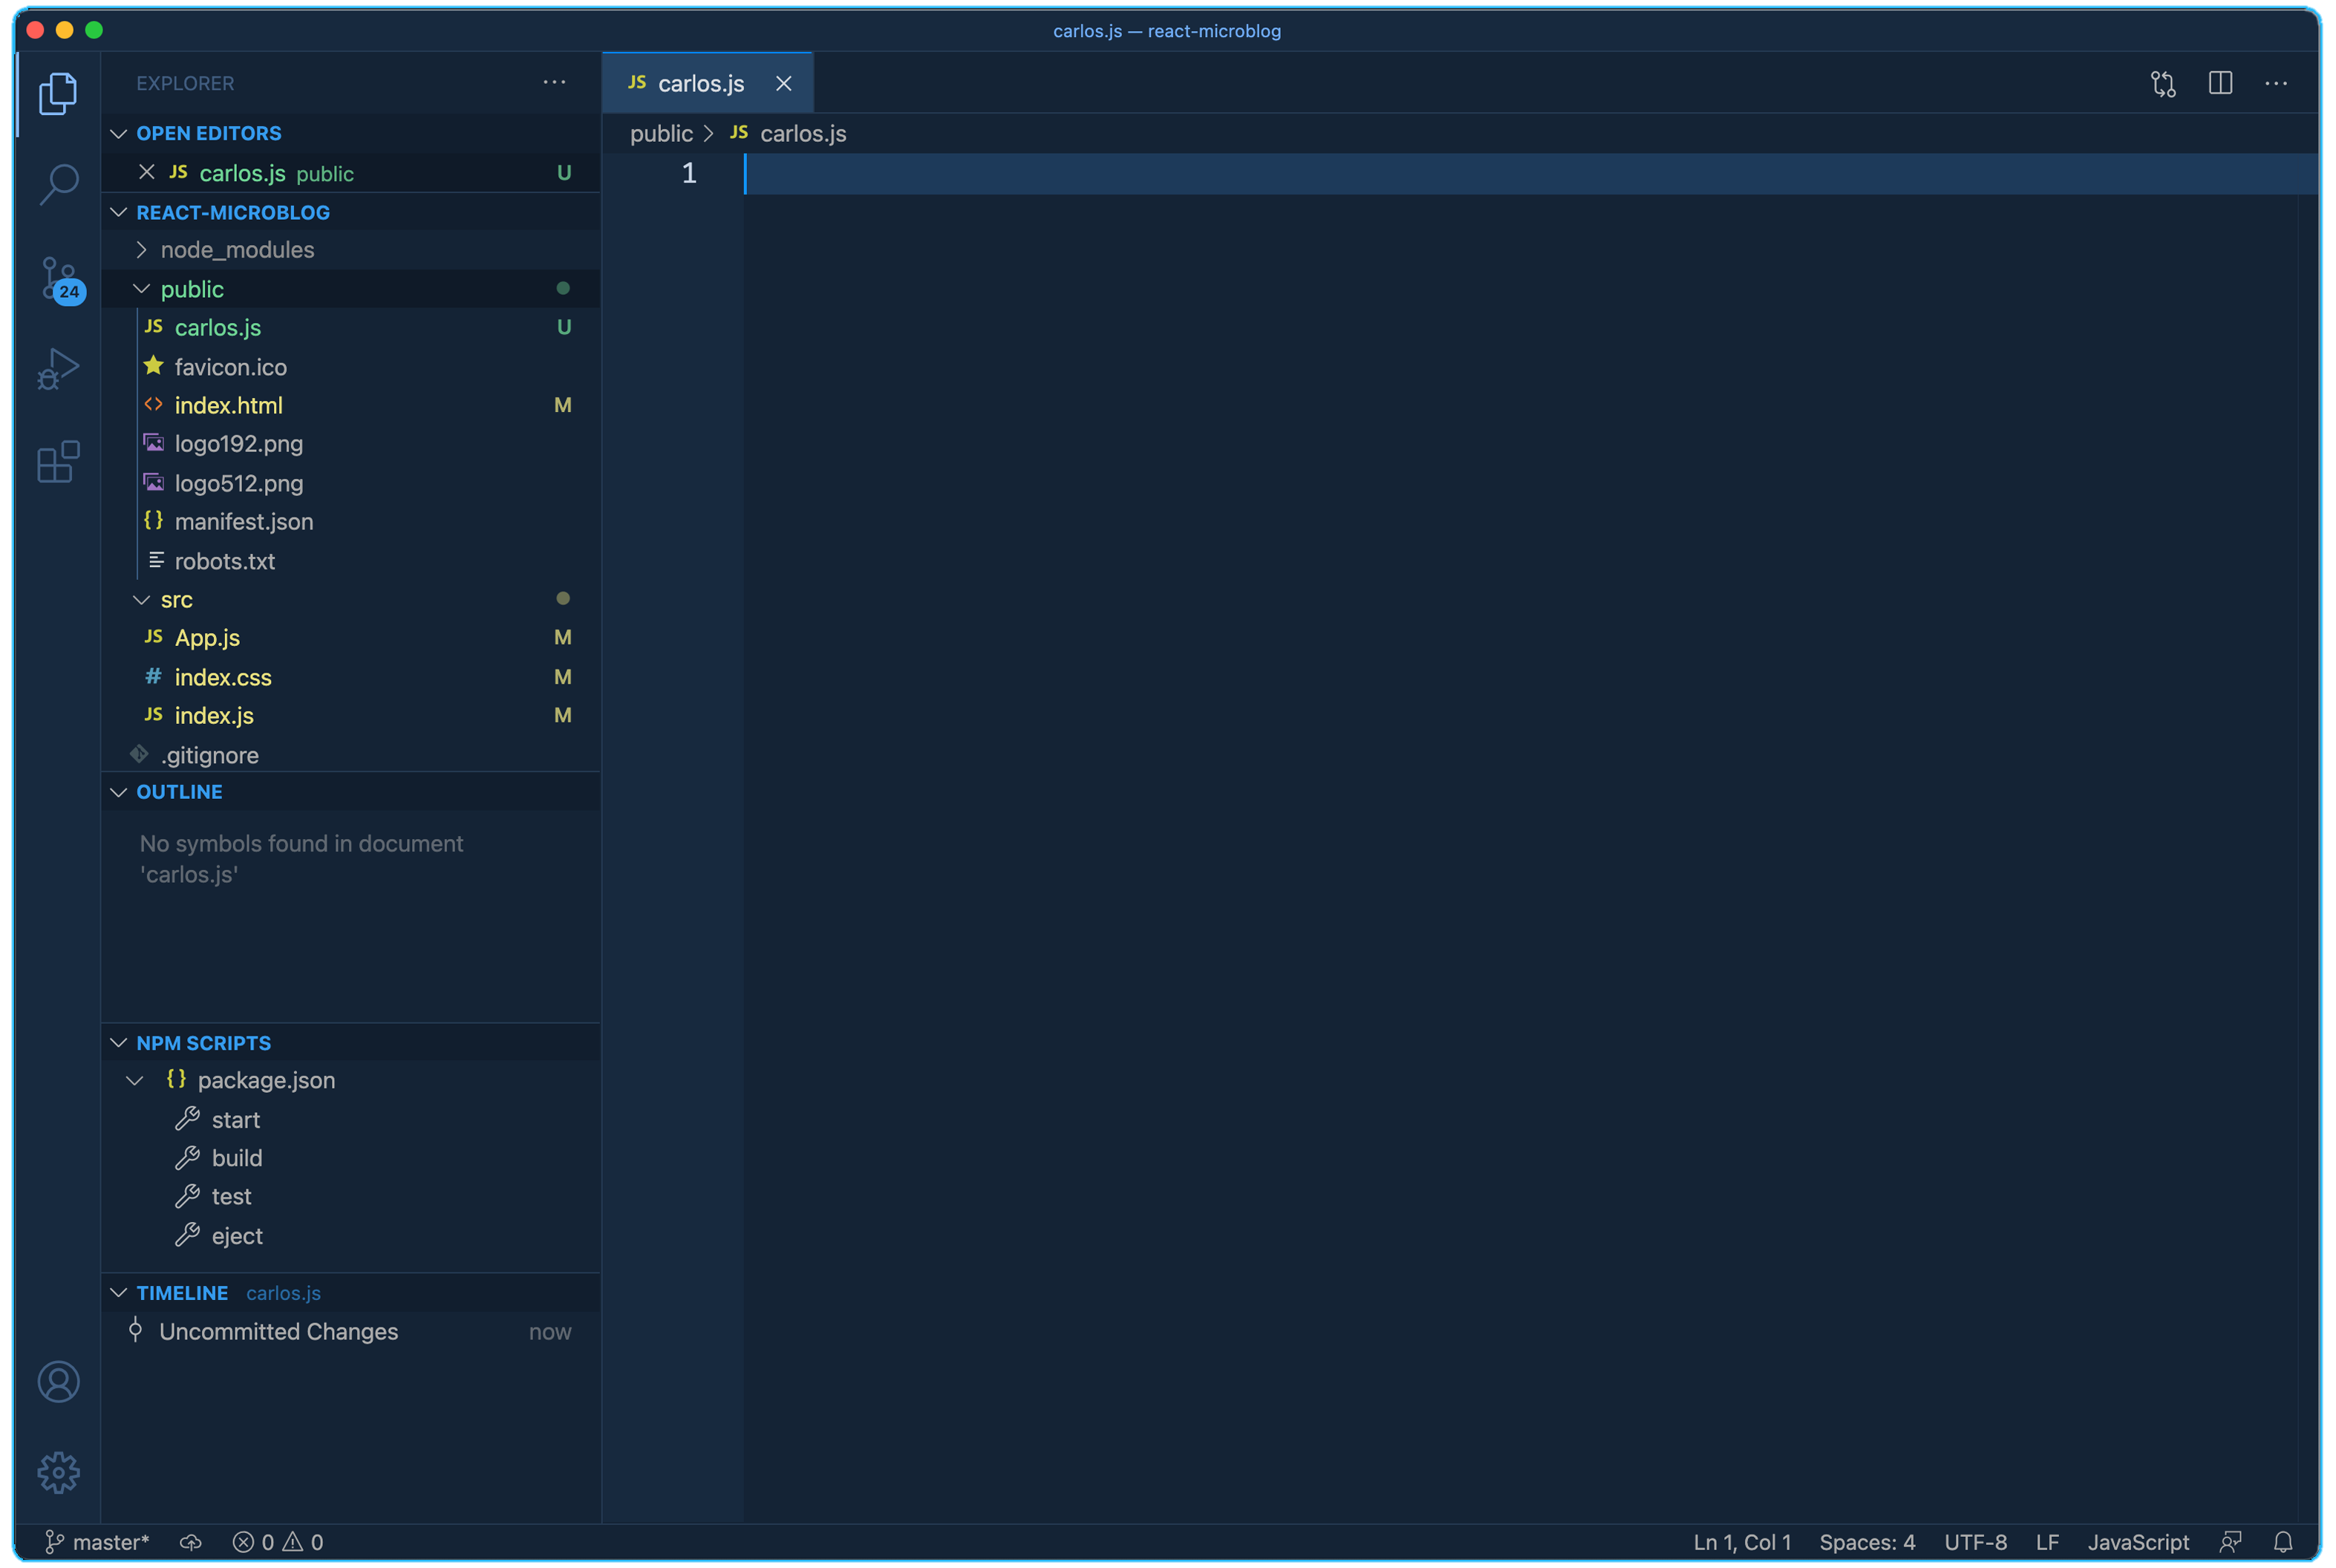 carlos.js — react-microblog
EXPLORER
OPEN EDITORS
JS carlos.js public U
REACT-MICROBLOG
node_modules
public
JS carlos.js U
favicon.ico
<> index.html M
logo192.png
logo512.png
{} manifest.json
robots.txt
src
JS App.js M
# index.css M
JS index.js M
.gitignore
OUTLINE
No symbols found in document
'carlos.js'
NPM SCRIPTS
{} package.json
start
build
test
eject
TIMELINE carlos.js
Uncommitted Changes now
24
JS carlos.js
public > JS carlos.js
1
master* 0 0
Ln 1, Col 1 Spaces: 4 UTF-8 LF JavaScript